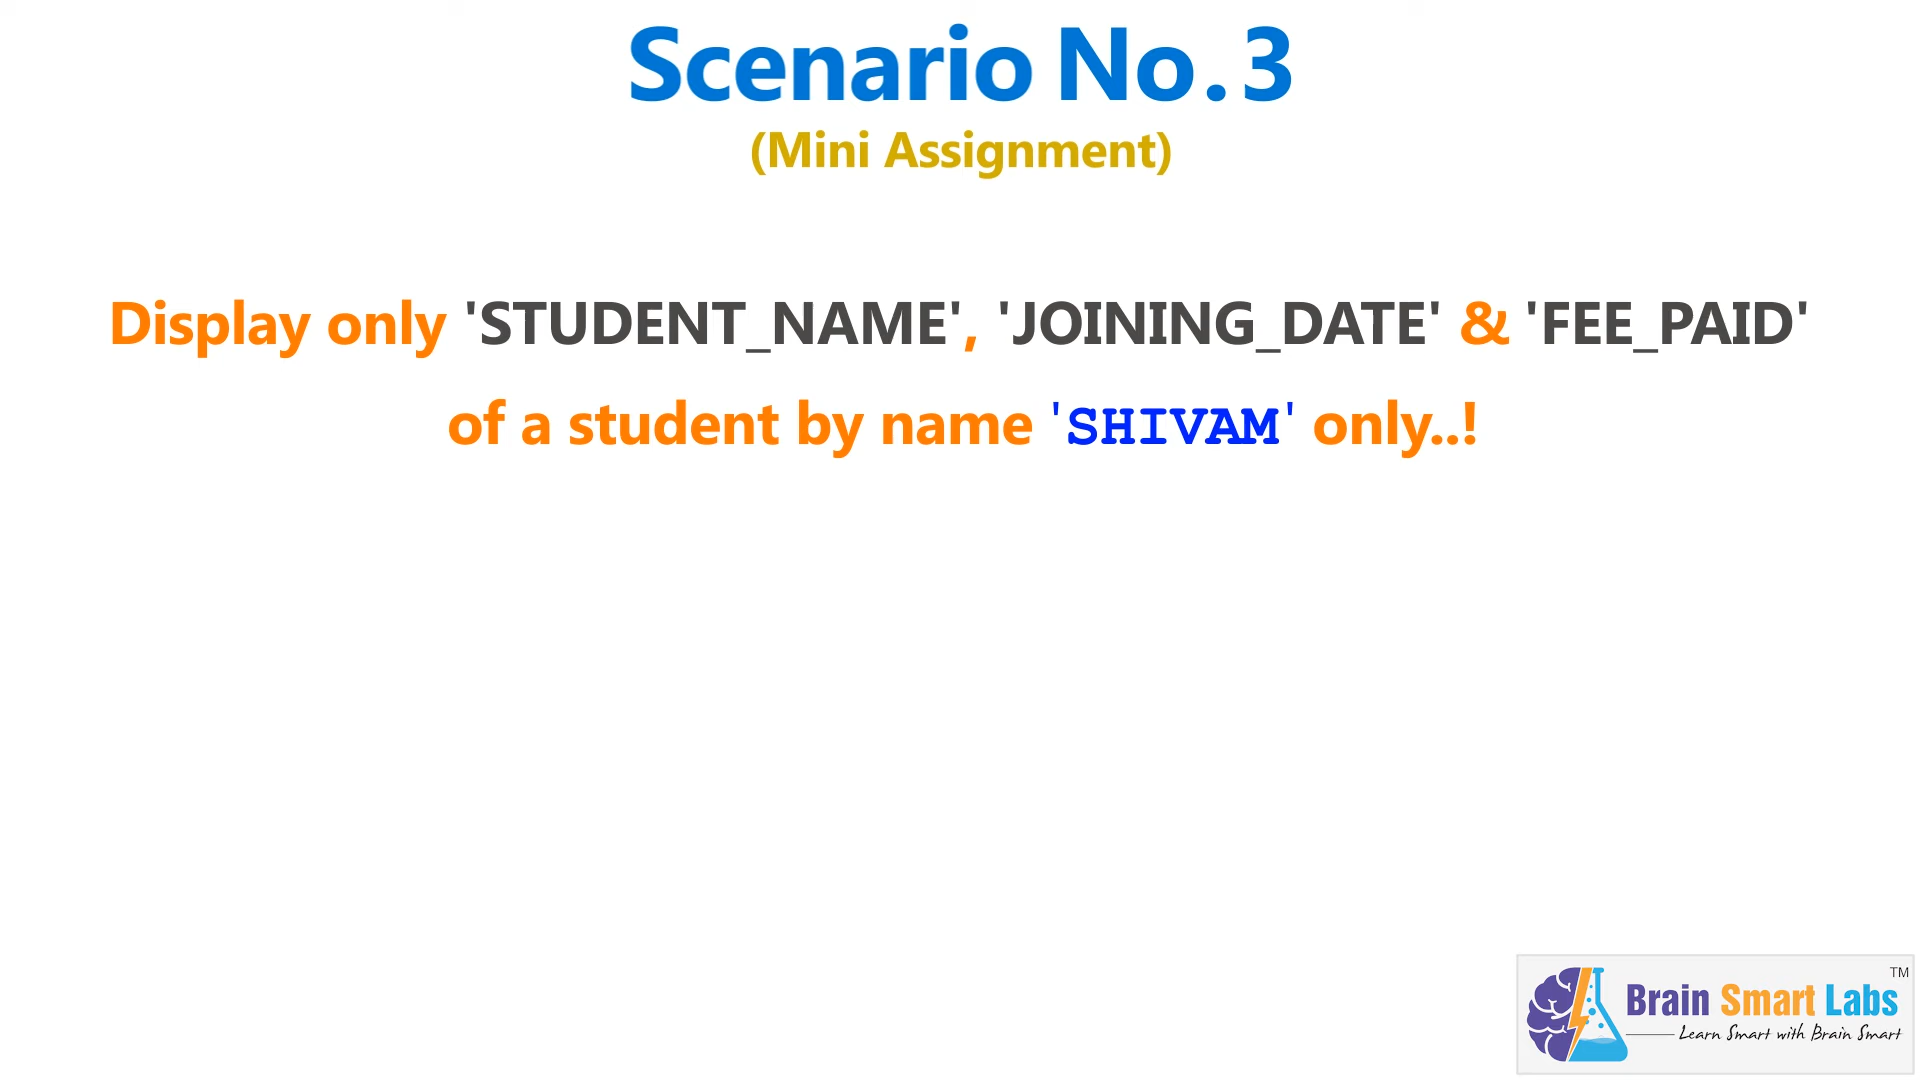 Scenario No.3
(Mini Assignment)
Display only 'STUDENT_NAME', 'JOINING_DATE' & 'FEE_PAID'
of a student by name 'SHIVAM' only..!
TM
Brain Smart Labs
Learn Smart with Brain Smart